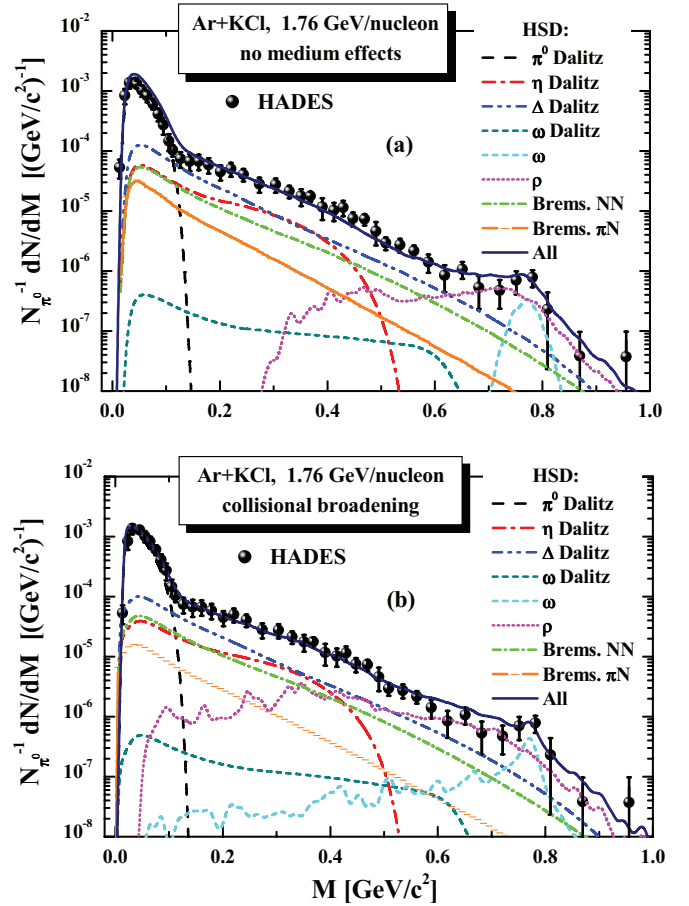 Ar+KCl, 1.76 GeV/nucleon
no medium effects
HADES
(a)
HSD:
π⁰ Dalitz
η Dalitz
Δ Dalitz
ω Dalitz
ω
ρ
Brems. NN
Brems. πN
All
N_π⁰⁻¹ dN/dM [(GeV/c²)⁻¹]
10⁻²
10⁻³
10⁻⁴
10⁻⁵
10⁻⁶
10⁻⁷
10⁻⁸
0.0 0.2 0.4 0.6 0.8 1.0
Ar+KCl, 1.76 GeV/nucleon
collisional broadening
HADES
(b)
HSD:
π⁰ Dalitz
η Dalitz
Δ Dalitz
ω Dalitz
ω
ρ
Brems. NN
Brems. πN
All
N_π⁰⁻¹ dN/dM [(GeV/c²)⁻¹]
10⁻²
10⁻³
10⁻⁴
10⁻⁵
10⁻⁶
10⁻⁷
10⁻⁸
0.0 0.2 0.4 0.6 0.8 1.0
M [GeV/c²]